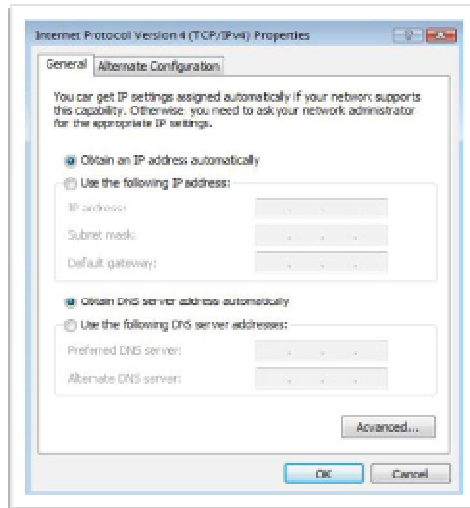 Internet Protocol Version 4 (TCP/IPv4) Properties
General
Alternate Configuration
You can get IP settings assigned automatically if your network supports
this capability. Otherwise, you need to ask your network administrator
for the appropriate IP settings.
Obtain an IP address automatically
Use the following IP address:
IP address:
Subnet mask:
Default gateway:
Obtain DNS server address automatically
Use the following DNS server addresses:
Preferred DNS server:
Alternate DNS server:
Advanced...
OK
Cancel